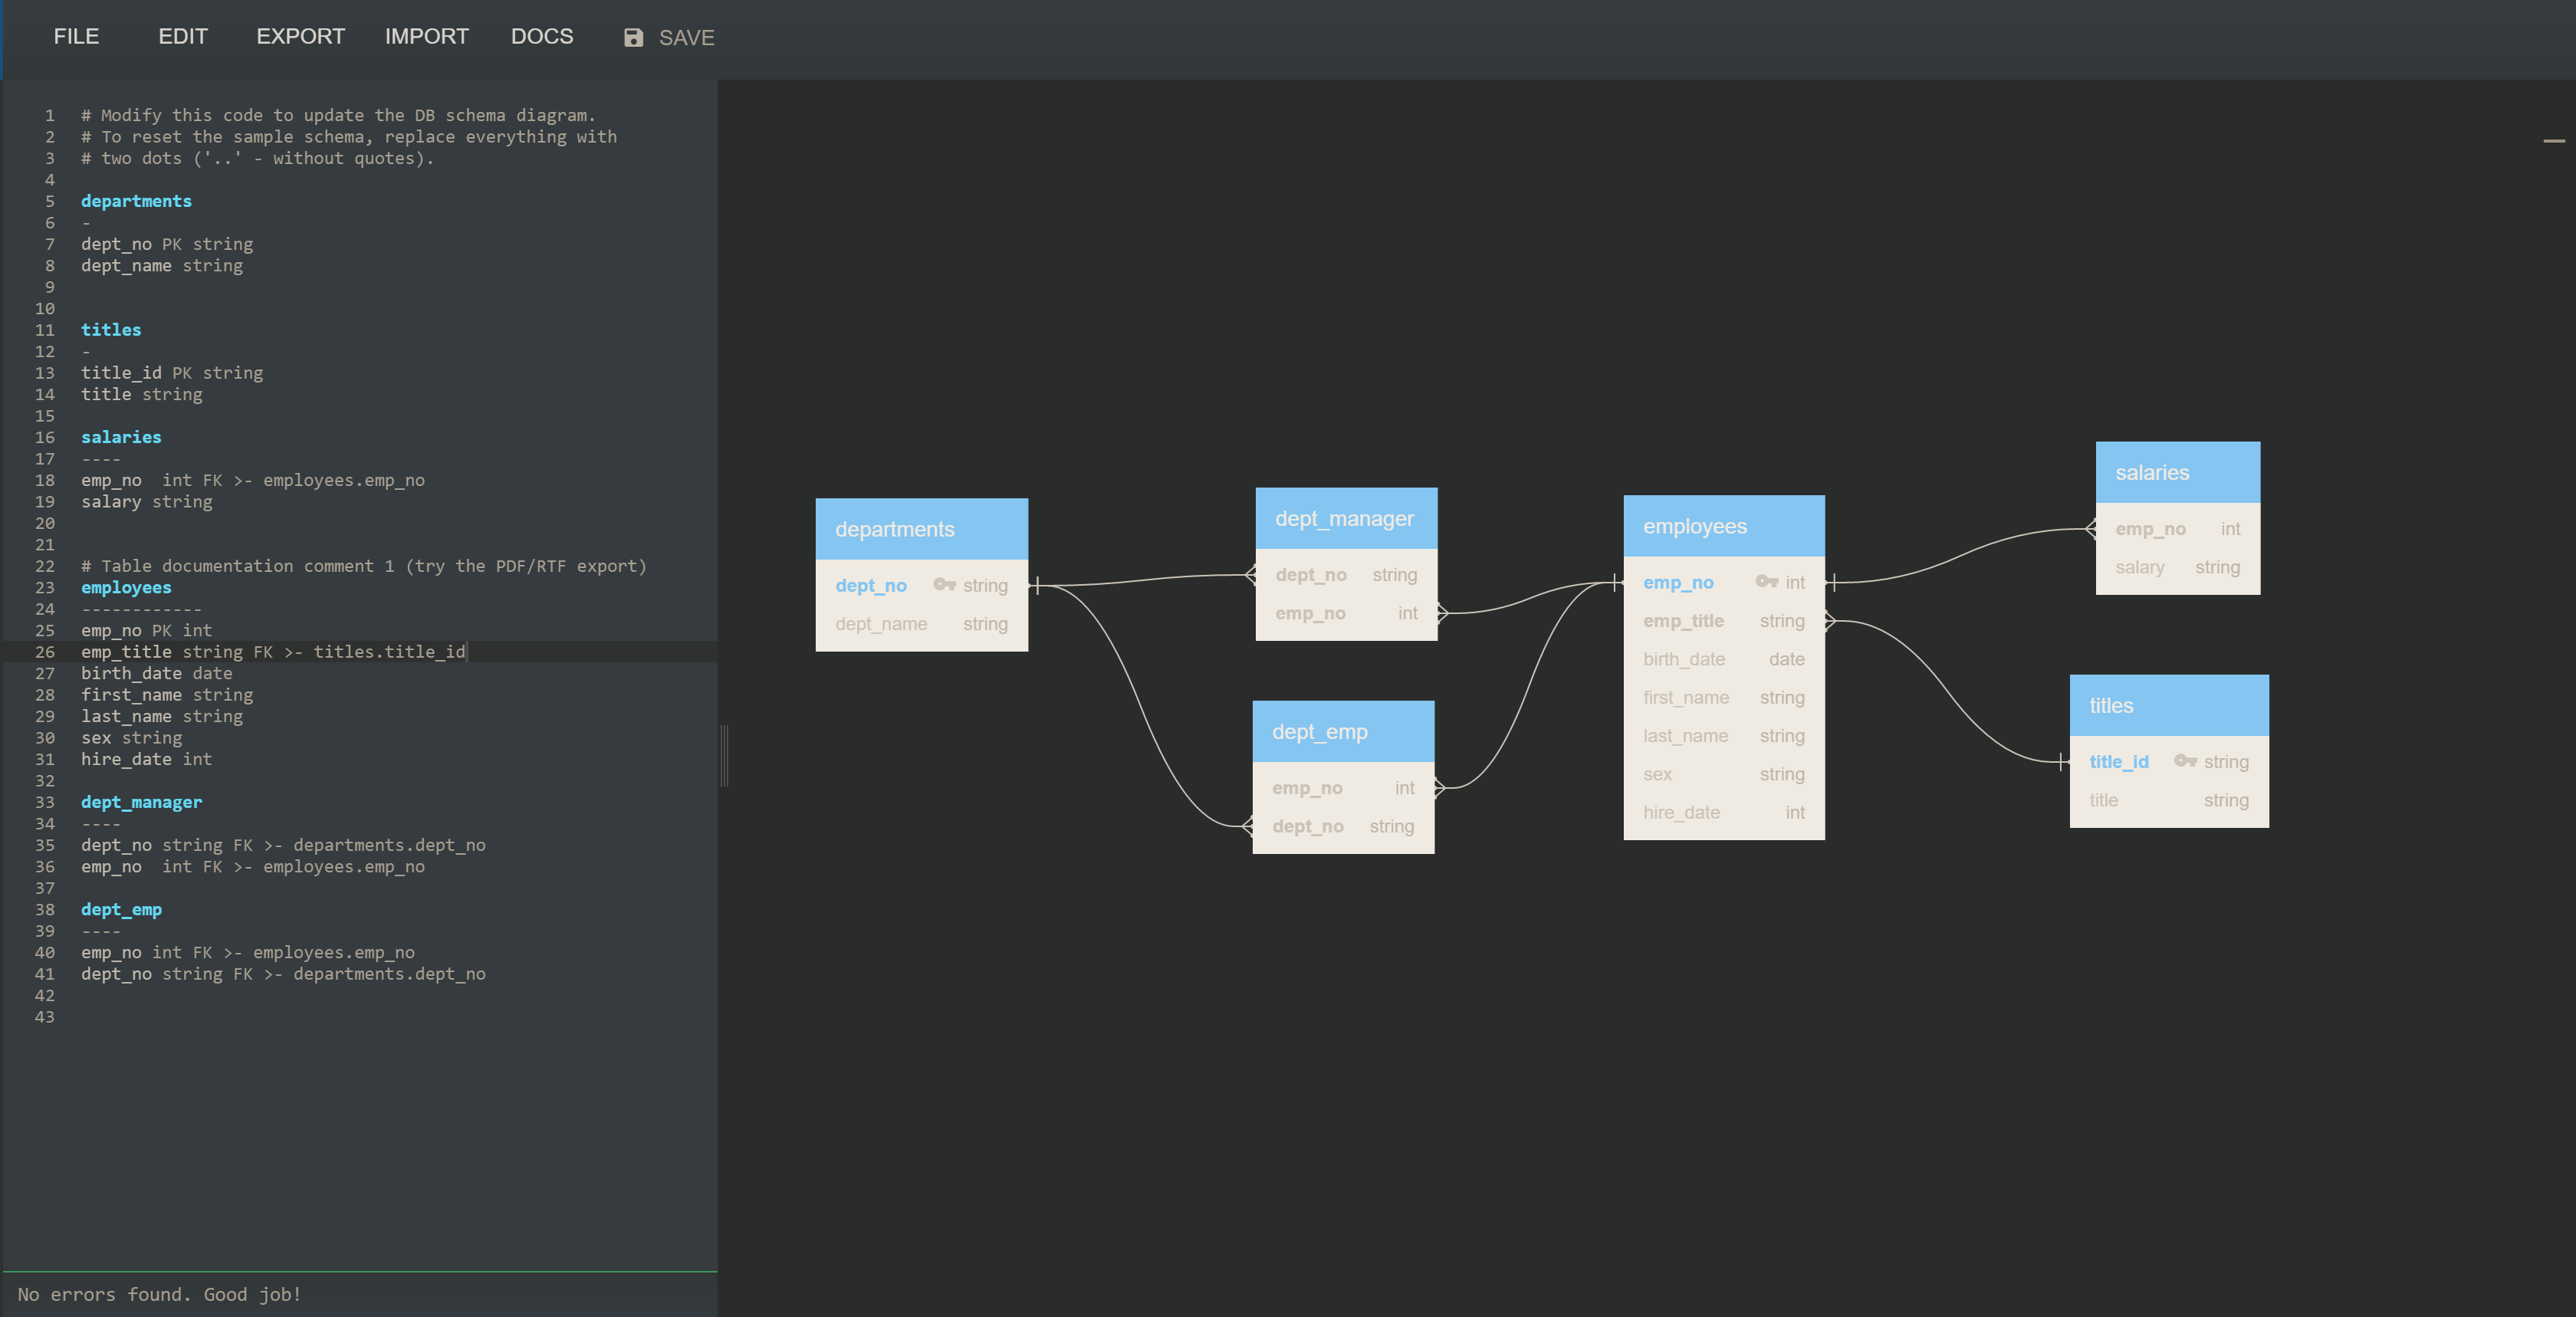 FILE EDIT EXPORT IMPORT DOCS SAVE
1 # Modify this code to update the DB schema diagram.
2 # To reset the sample schema, replace everything with
3 # two dots ('..' - without quotes).
4
5 departments
6 -
7 dept_no PK string
8 dept_name string
9
10
11 titles
12 -
13 title_id PK string
14 title string
15
16 salaries
17 ----
18 emp_no  int FK >- employees.emp_no
19 salary string
20
21
22 # Table documentation comment 1 (try the PDF/RTF export)
23 employees
24 ------------
25 emp_no PK int
26 emp_title string FK >- titles.title_id
27 birth_date date
28 first_name string
29 last_name string
30 sex string
31 hire_date int
32
33 dept_manager
34 ----
35 dept_no string FK >- departments.dept_no
36 emp_no  int FK >- employees.emp_no
37
38 dept_emp
39 ----
40 emp_no int FK >- employees.emp_no
41 dept_no string FK >- departments.dept_no
42
43
No errors found. Good job!
departments
dept_no string
dept_name string
dept_manager
dept_no string
emp_no int
dept_emp
emp_no int
dept_no string
employees
emp_no int
emp_title string
birth_date date
first_name string
last_name string
sex string
hire_date int
salaries
emp_no int
salary string
titles
title_id string
title string